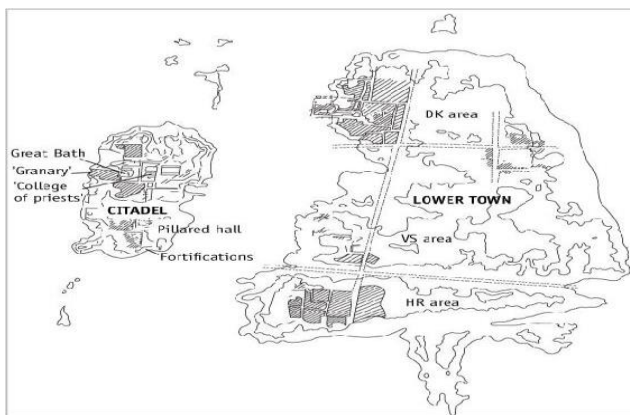 Great Bath
'Granary'
'College
of priests'
CITADEL
Pillared hall
Fortifications
DK area
LOWER TOWN
VS area
HR area